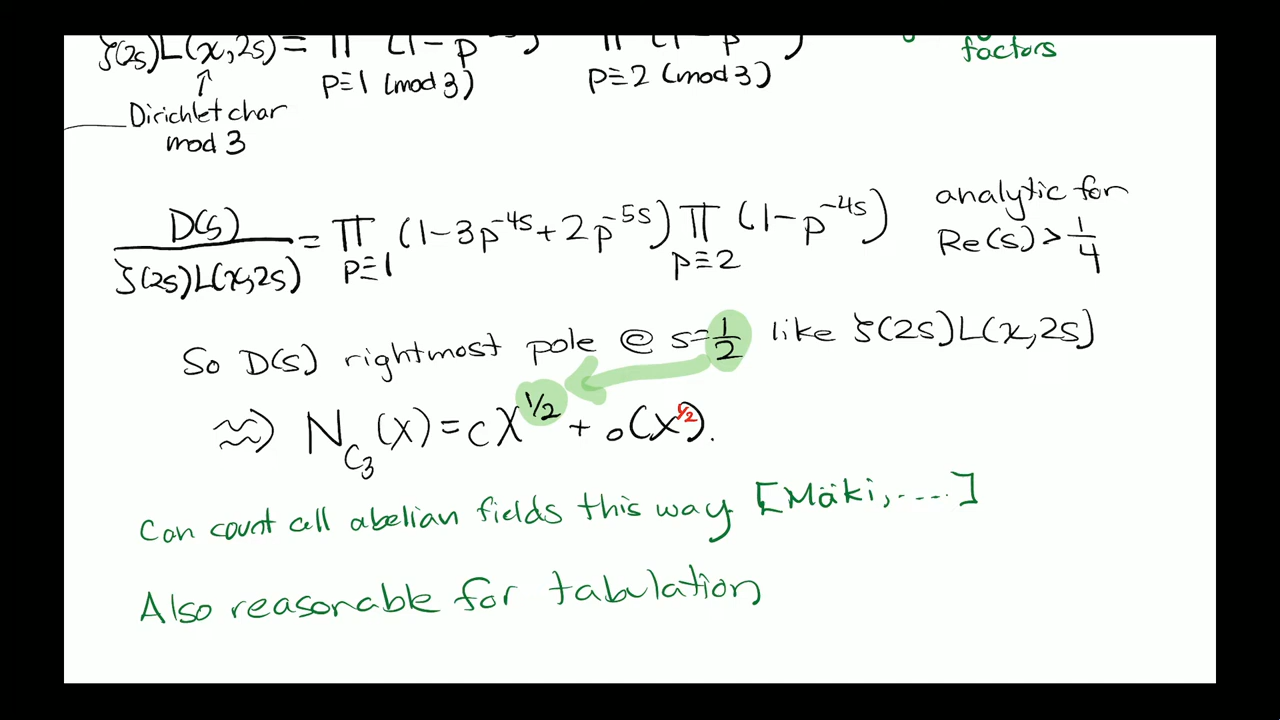 ζ(2s)L(χ,2s) = ∏ (1-p ) ∏ (1-p )
factors
p≡1 (mod 3) p≡2 (mod 3)
↑
Dirichlet char
mod 3
D(s)/ζ(2s)L(χ,2s) = ∏_{p≡1} (1-3p^{-4s}+2p^{-5s}) ∏_{p≡2} (1-p^{-4s}) analytic for
Re(s) > 1/4
So D(s) rightmost pole @ s=1/2 like ζ(2s)L(χ,2s)
⇝ N_{C_3}(X) = cX^{1/2} + o(X^{1/2}).
Can count all abelian fields this way [Mäki, ....]
Also reasonable for tabulation